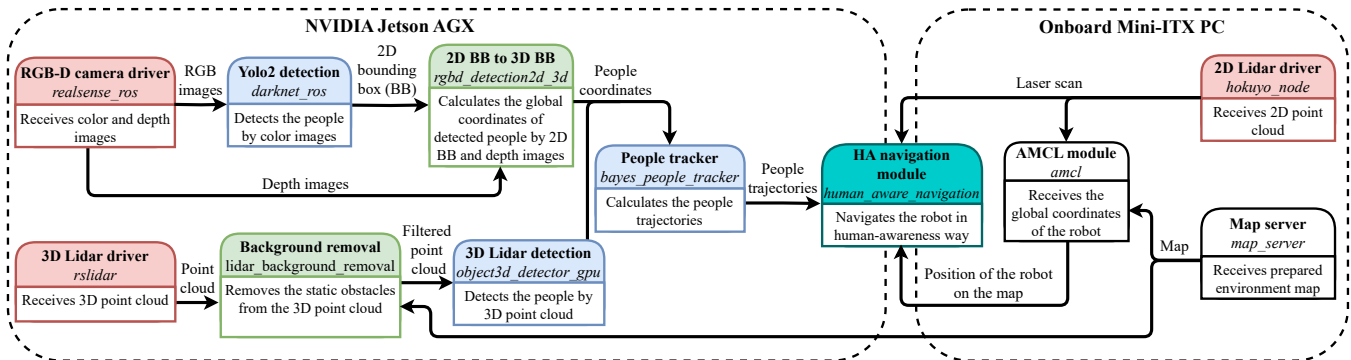 NVIDIA Jetson AGX
Onboard Mini-ITX PC
RGB-D camera driver
realsense_ros
Receives color and depth
images
RGB
images
Yolo2 detection
darknet_ros
Detects the people
by color images
2D
bounding
box (BB)
2D BB to 3D BB
rgbd_detection2d_3d
Calculates the global
coordinates of
detected people by 2D
BB and depth images
People
coordinates
Depth images
People tracker
bayes_people_tracker
Calculates the people
trajectories
People
trajectories
HA navigation
module
human_aware_navigation
Navigates the robot in
human-awareness way
Laser scan
2D Lidar driver
hokuyo_node
Receives 2D point
cloud
AMCL module
amcl
Receives the
global coordinates
of the robot
Map
Map server
map_server
Receives prepared
environment map
Position of the robot
on the map
3D Lidar driver
rslidar
Receives 3D point cloud
Point
cloud
Background removal
lidar_background_removal
Removes the static obstacles
from the 3D point cloud
Filtered
point
cloud
3D Lidar detection
object3d_detector_gpu
Detects the people by
3D point cloud